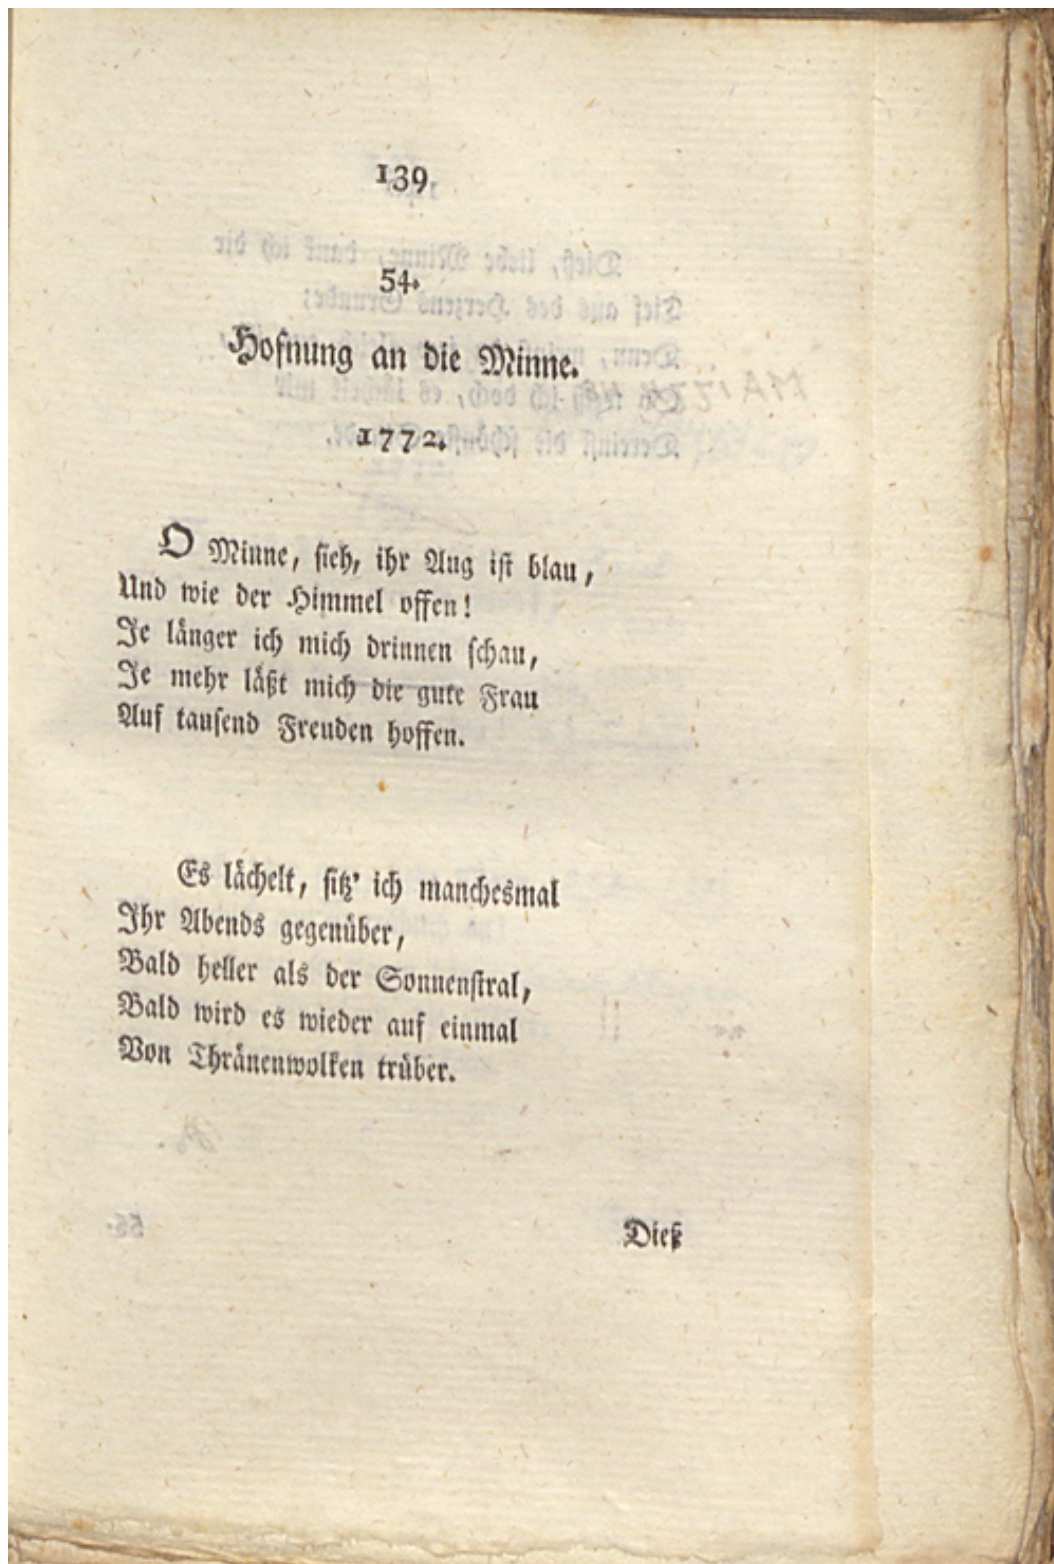 139
54.
Hofnung an die Minne.
1772.
O Minne, sieh, ihr Aug ist blau,
Und wie der Himmel offen!
Je länger ich mich drinnen schau,
Je mehr läßt mich die gute Frau
Auf tausend Freuden hoffen.
Es lächelt, sitz' ich manchesmal
Ihr Abends gegenüber,
Bald heller als der Sonnenstral,
Bald wird es wieder auf einmal
Von Thränenwolken trüber.
Dieß